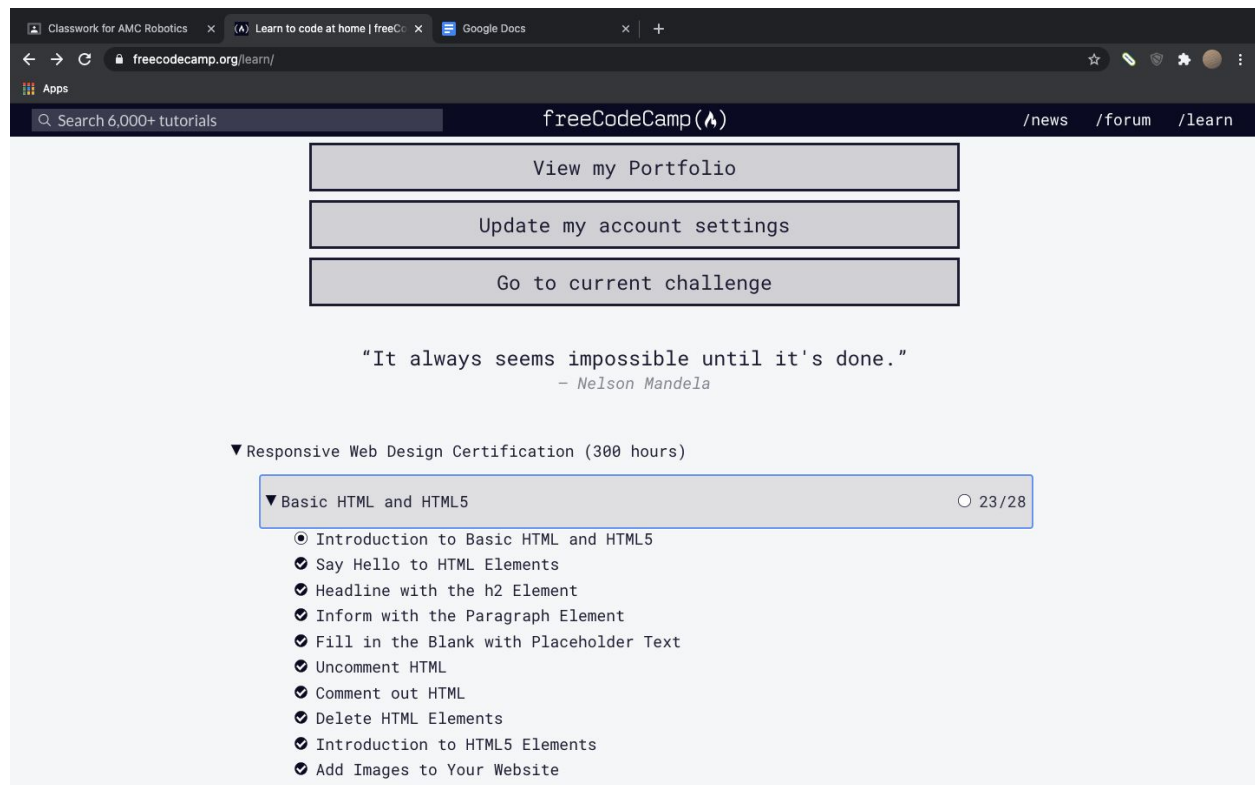 Classwork for AMC Robotics
Learn to code at home | freeCo
Google Docs
freecodecamp.org/learn/
Apps
Search 6,000+ tutorials
freeCodeCamp
/news /forum /learn
View my Portfolio
Update my account settings
Go to current challenge
“It always seems impossible until it's done.”
— Nelson Mandela
Responsive Web Design Certification (300 hours)
Basic HTML and HTML5 23/28
Introduction to Basic HTML and HTML5
Say Hello to HTML Elements
Headline with the h2 Element
Inform with the Paragraph Element
Fill in the Blank with Placeholder Text
Uncomment HTML
Comment out HTML
Delete HTML Elements
Introduction to HTML5 Elements
Add Images to Your Website